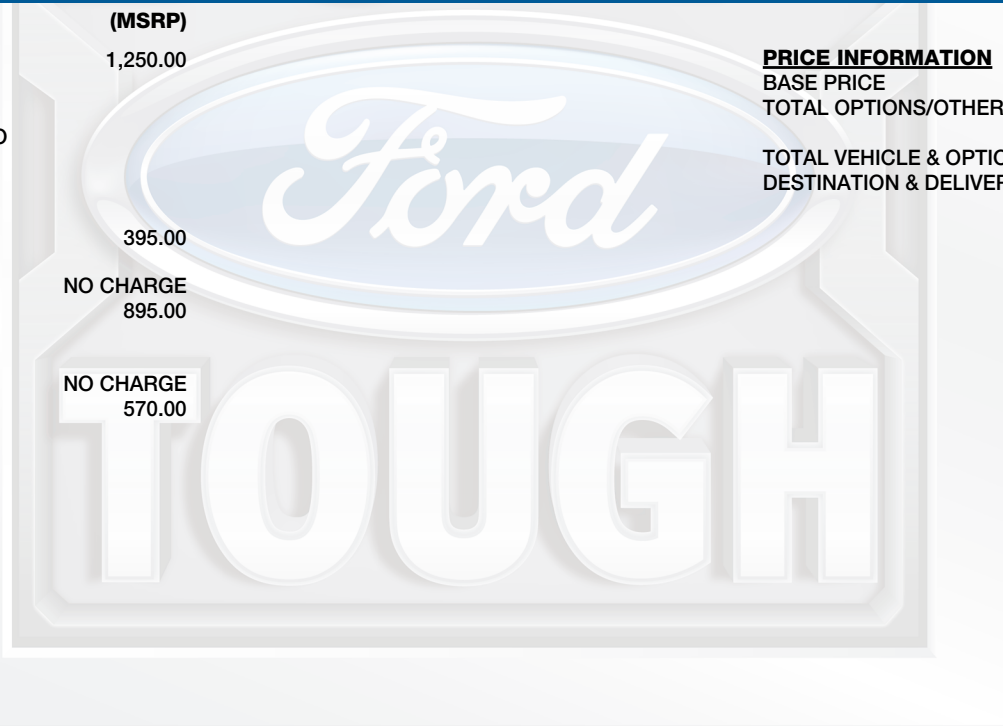 (MSRP)
1,250.00
395.00
NO CHARGE
895.00
NO CHARGE
570.00
PRICE INFORMATION
BASE PRICE
TOTAL OPTIONS/OTHER
TOTAL VEHICLE & OPTIO
DESTINATION & DELIVER
Ford
TOUGH